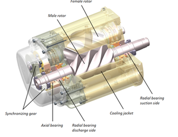 Female rotor
Male rotor
Radial bearing
suction side
Synchronizing gear
Cooling jacket
Axial bearing
Radial bearing
discharge side